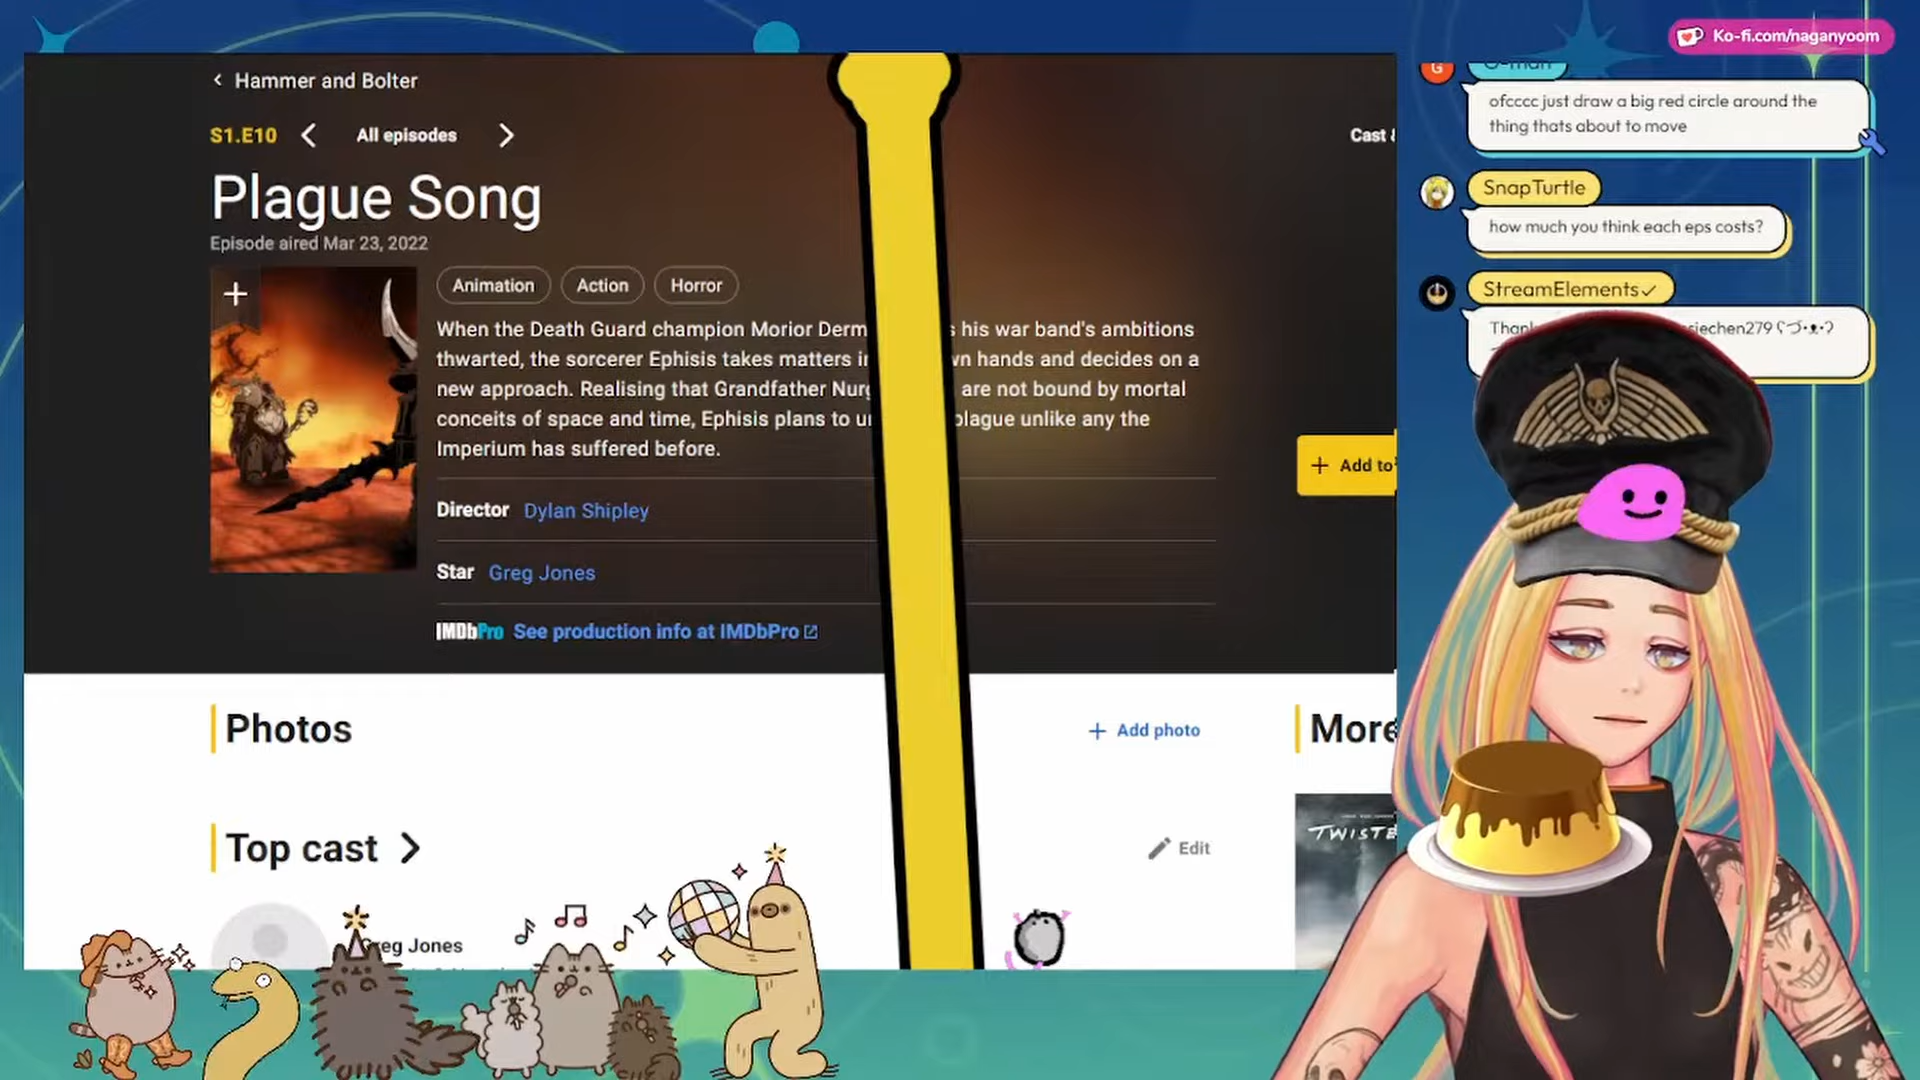 Ko-fi.com/naganyoom
Hammer and Bolter
S1.E10
All episodes
Cast
Plague Song
Episode aired Mar 23, 2022
Animation
Action
Horror
When the Death Guard champion Morior Derm s his war band's ambitions
thwarted, the sorcerer Ephisis takes matters i wn hands and decides on a
new approach. Realising that Grandfather Nurg are not bound by mortal
conceits of space and time, Ephisis plans to u plague unlike any the
Imperium has suffered before.
+ Add to
Director Dylan Shipley
Star Greg Jones
IMDbPro See production info at IMDbPro
Photos
+ Add photo
More
Top cast
Edit
TWISTE
Greg Jones
G
ofcccc just draw a big red circle around the
thing thats about to move
SnapTurtle
how much you think each eps costs?
StreamElements
siechen279